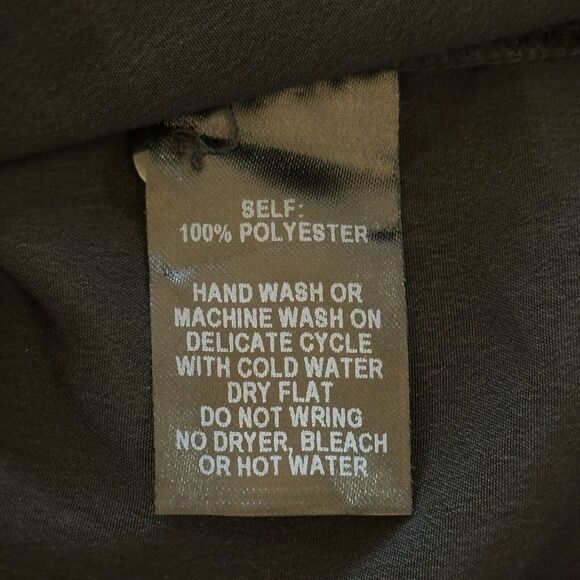 SELF:
100% POLYESTER
HAND WASH OR
MACHINE WASH ON
DELICATE CYCLE
WITH COLD WATER
DRY FLAT
DO NOT WRING
NO DRYER, BLEACH
OR HOT WATER